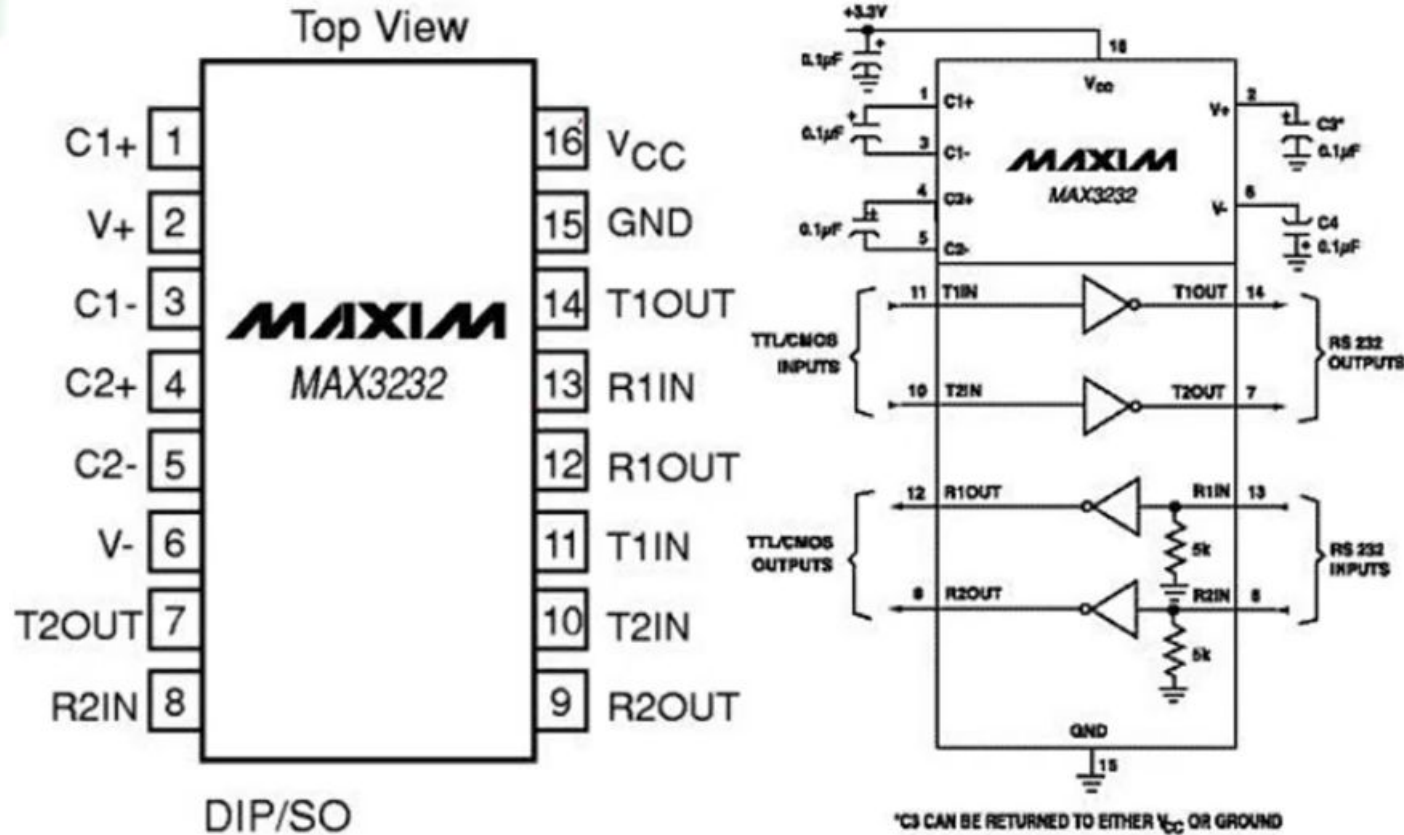 Top View
C1+ 1
V+ 2
C1- 3
C2+ 4
C2- 5
V- 6
T2OUT 7
R2IN 8
16 VCC
15 GND
14 T1OUT
13 R1IN
12 R1OUT
11 T1IN
10 T2IN
9 R2OUT
MAXIM
MAX3232
DIP/SO
+3.3V
0.1µF
16
VCC
1 C1+
0.1µF
3 C1-
4 C2+
0.1µF
5 C2-
MAXIM
MAX3232
V+ 2
C3*
0.1µF
V- 6
C4
0.1µF
TTL/CMOS
INPUTS
11 T1IN
T1OUT 14
10 T2IN
T2OUT 7
RS 232
OUTPUTS
TTL/CMOS
OUTPUTS
12 R1OUT
R1IN 13
5k
R2OUT
R2IN
5k
RS 232
INPUTS
GND
15
*C3 CAN BE RETURNED TO EITHER VCC OR GROUND